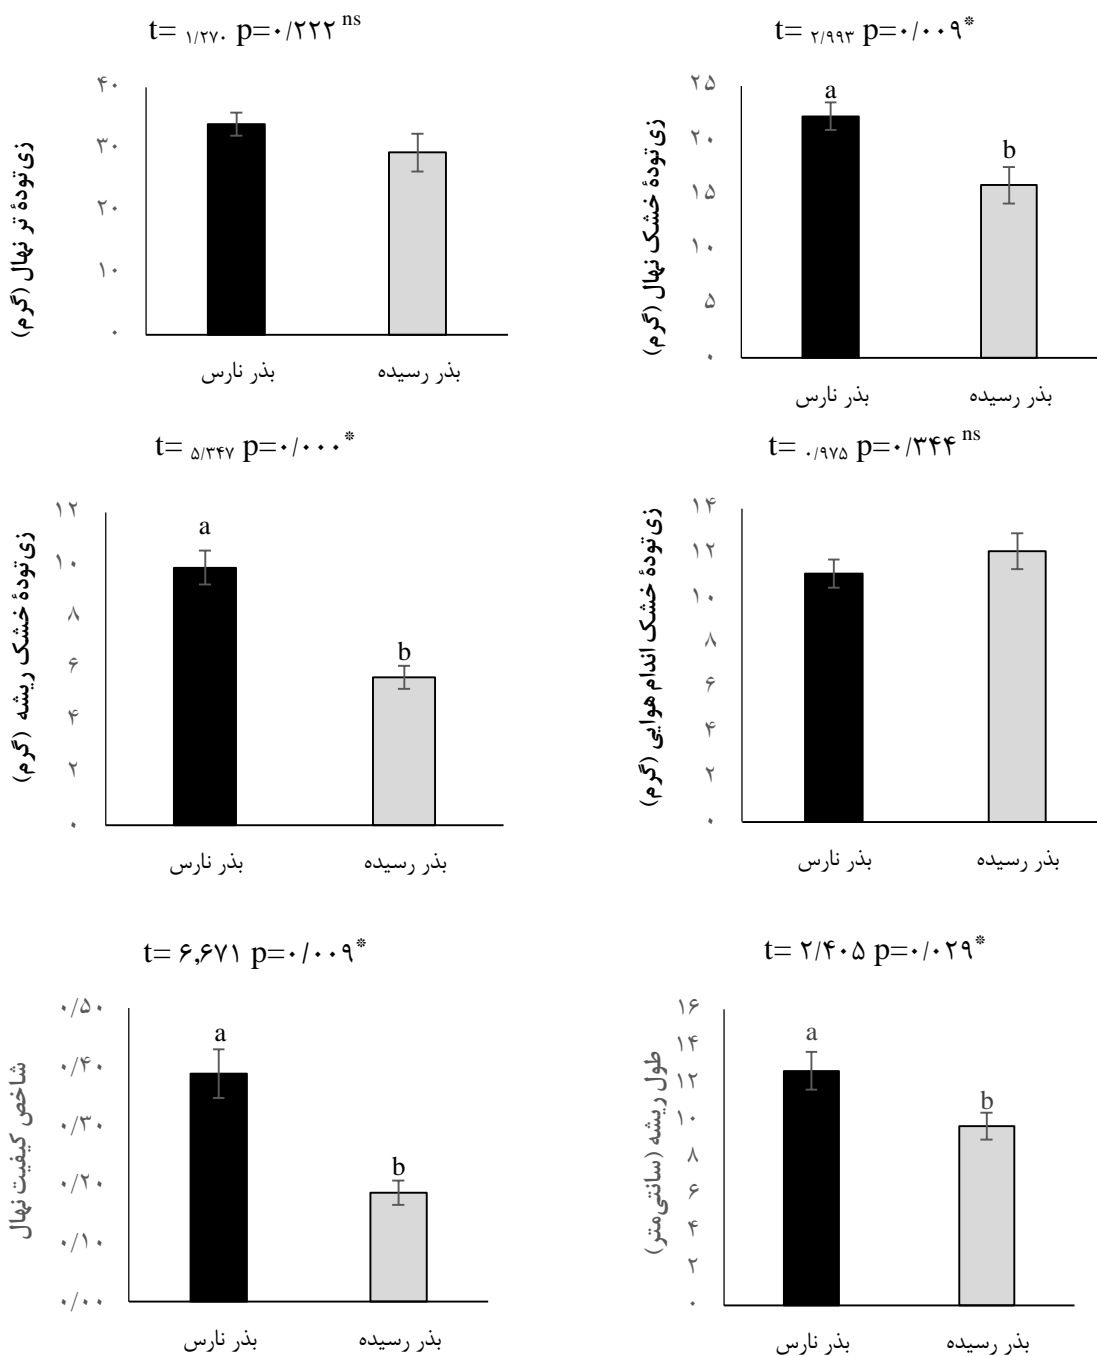 t= ۱/۲۷۰ p=۰/۲۲۲ ns
۴۰
۳۰
۲۰
۱۰
۰
زی‌تودۀ تر نهال (گرم)
بذر نارس
بذر رسیده
t= ۲/۹۹۳ p=۰/۰۰۹*
۲۵
۲۰
۱۵
۱۰
۵
۰
زی‌تودۀ خشک نهال (گرم)
a
b
بذر نارس
بذر رسیده
t= ۵/۳۴۷ p=۰/۰۰۰*
۱۲
۱۰
۸
۶
۴
۲
۰
زی‌تودۀ خشک ریشه (گرم)
a
b
بذر نارس
بذر رسیده
t= ۰/۹۷۵ p=۰/۳۴۴ ns
۱۴
۱۲
۱۰
۸
۶
۴
۲
۰
زی‌تودۀ خشک اندام هوایی (گرم)
بذر نارس
بذر رسیده
t= ۶,۶۷۱ p=۰/۰۰۹*
۰/۵۰
۰/۴۰
۰/۳۰
۰/۲۰
۰/۱۰
۰/۰۰
شاخص کیفیت نهال
a
b
بذر نارس
بذر رسیده
t= ۲/۴۰۵ p=۰/۰۲۹*
۱۶
۱۴
۱۲
۱۰
۸
۶
۴
۲
۰
طول ریشه (سانتی‌متر)
a
b
بذر نارس
بذر رسیده